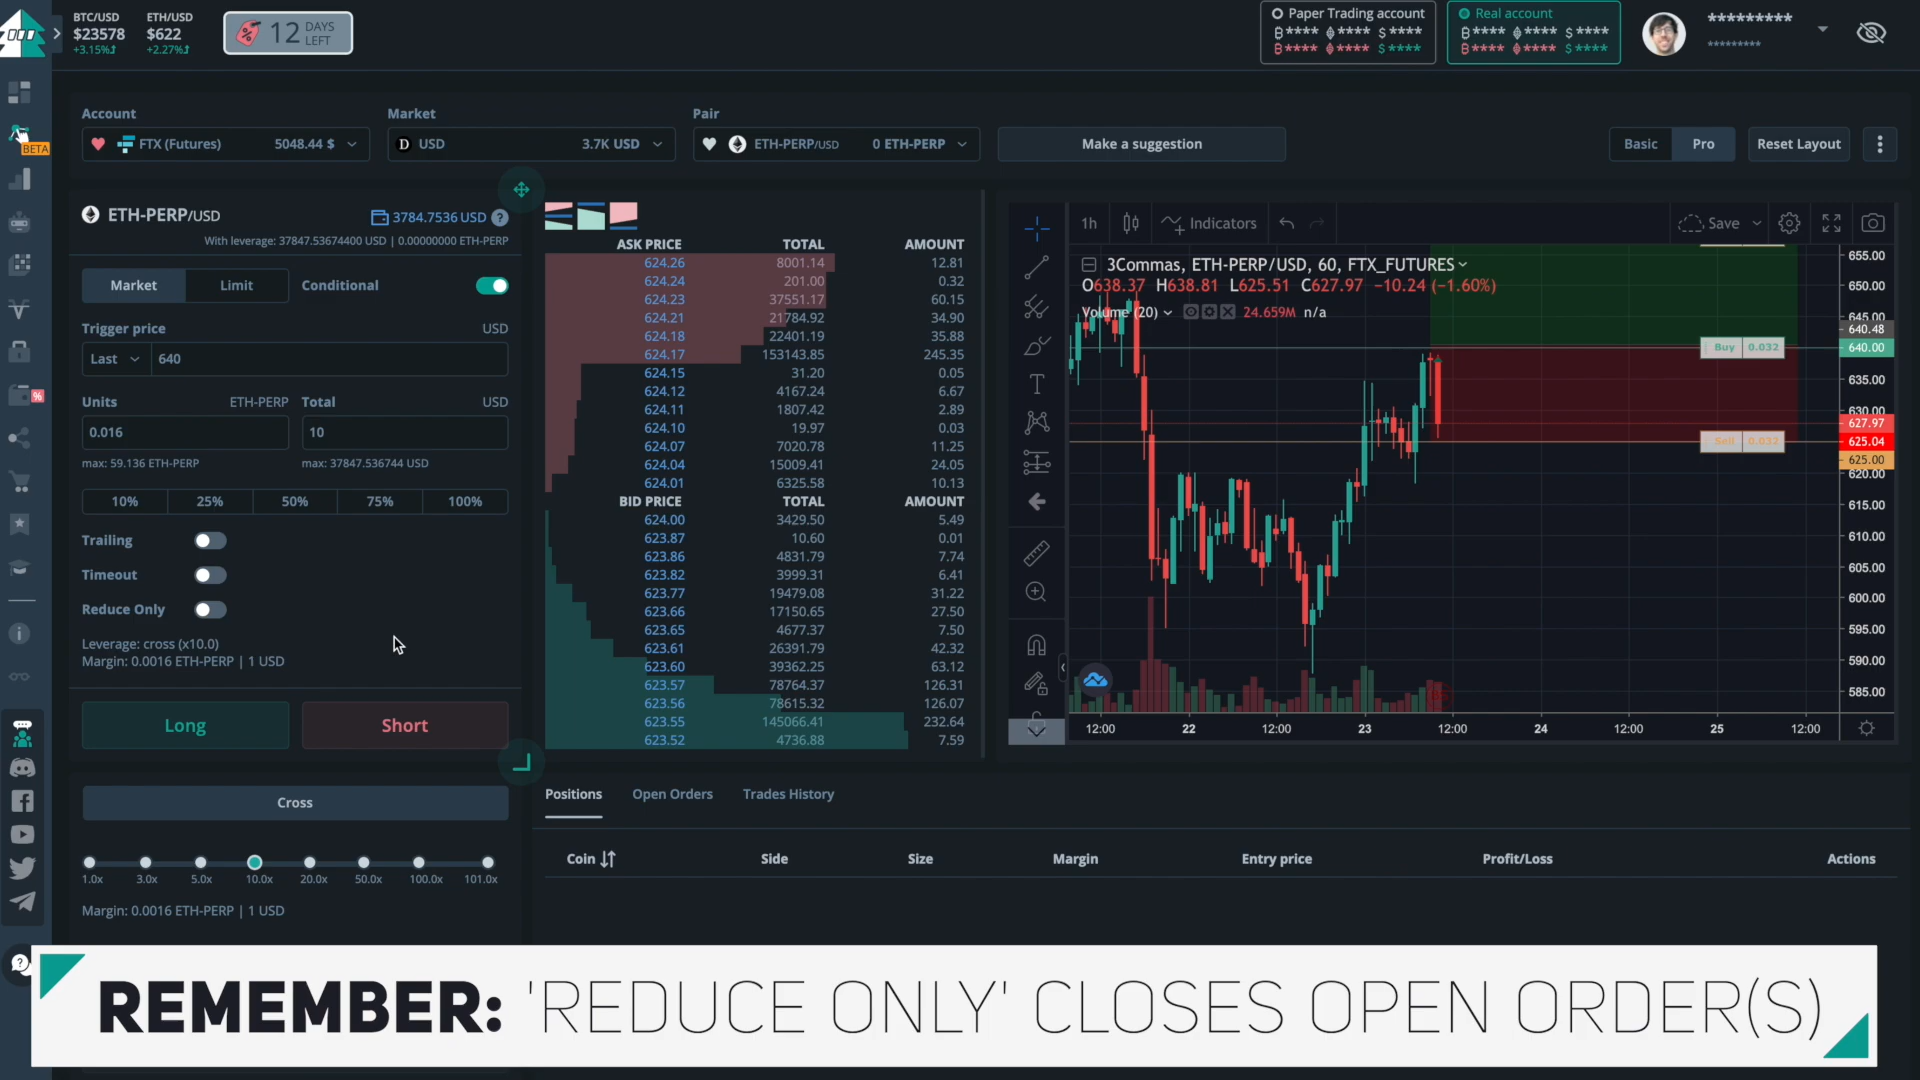 BTC/USD
$23578
+3.15%
ETH/USD
$622
+2.27%
12 DAYS LEFT
Paper Trading account
฿**** ⟠**** $****
฿**** ⟠**** $****
Real account
฿**** ⟠**** $****
฿**** ⟠**** $****
*********
*********
BETA
%
Account
FTX (Futures) 5048.44 $
Market
D USD 3.7K USD
Pair
ETH-PERP/USD 0 ETH-PERP
Make a suggestion
Basic
Pro
Reset Layout
ETH-PERP/USD
3784.7536 USD ?
With leverage: 37847.53674400 USD | 0.00000000 ETH-PERP
Market
Limit
Conditional
Trigger price USD
Last 640
Units ETH-PERP
Total USD
0.016
10
max: 59.136 ETH-PERP
max: 37847.536744 USD
10% 25% 50% 75% 100%
Trailing
Timeout
Reduce Only
Leverage: cross (x10.0)
Margin: 0.0016 ETH-PERP | 1 USD
Long
Short
Cross
1.0x 3.0x 5.0x 10.0x 20.0x 50.0x 100.0x 101.0x
Margin: 0.0016 ETH-PERP | 1 USD
ASK PRICE TOTAL AMOUNT
624.26 8001.14 12.81
624.24 201.00 0.32
624.23 37551.17 60.15
624.21 21784.92 34.90
624.18 22401.19 35.88
624.17 153143.85 245.35
624.15 31.20 0.05
624.12 4167.24 6.67
624.11 1807.42 2.89
624.10 19.97 0.03
624.07 7020.78 11.25
624.04 15009.41 24.05
624.01 6325.58 10.13
BID PRICE TOTAL AMOUNT
624.00 3429.50 5.49
623.87 10.60 0.01
623.86 4831.79 7.74
623.82 3999.31 6.41
623.77 19479.08 31.22
623.66 17150.65 27.50
623.65 4677.37 7.50
623.61 26391.79 42.32
623.60 39362.25 63.12
623.57 78764.37 126.31
623.56 78615.32 126.07
623.55 145066.41 232.64
623.52 4736.88 7.59
1h
Indicators
Save
3Commas, ETH-PERP/USD, 60, FTX_FUTURES
O638.37 H638.81 L625.51 C627.97 −10.24 (−1.60%)
Volume (20) 24.659M n/a
Buy 0.032
Sell 0.032
655.00
650.00
645.00
640.48
640.00
635.00
630.00
627.97
625.04
625.00
620.00
615.00
610.00
605.00
600.00
595.00
590.00
585.00
12:00 22 12:00 23 12:00 24 12:00 25 12:00
Positions
Open Orders
Trades History
Coin Side Size Margin Entry price Profit/Loss Actions
REMEMBER: 'REDUCE ONLY' CLOSES OPEN ORDER(S)